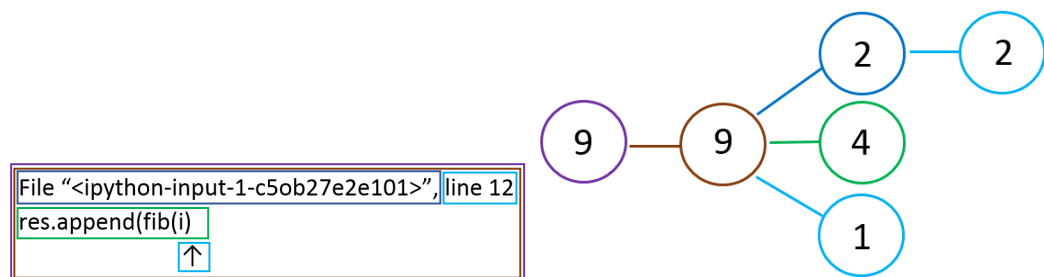 File “<ipython-input-1-c5ob27e2e101>”, line 12
res.append(fib(i)
↑
2 2
9 9 4
1